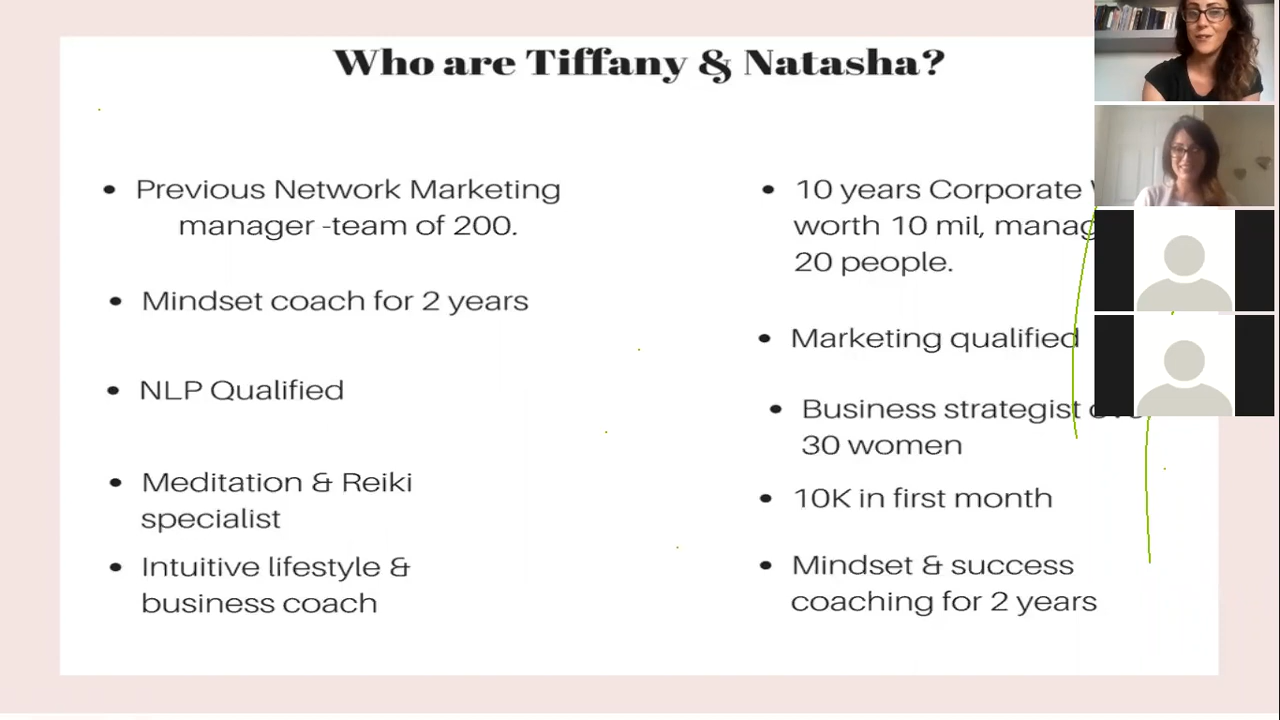 Who are Tiffany & Natasha?
Previous Network Marketing
manager -team of 200.
Mindset coach for 2 years
NLP Qualified
Meditation & Reiki
specialist
Intuitive lifestyle &
business coach
10 years Corporate
worth 10 mil,
20 people.
Marketing qualified
Business strategist
30 women
10K in first month
Mindset & success
coaching for 2 years